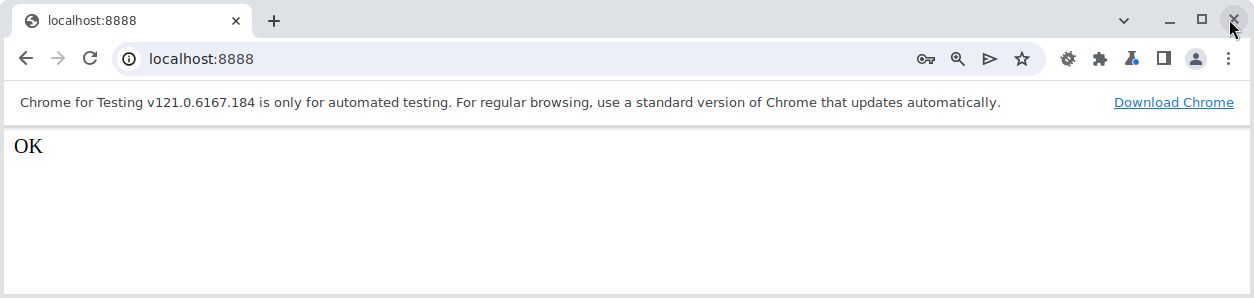 localhost:8888
localhost:8888
Chrome for Testing v121.0.6167.184 is only for automated testing. For regular browsing, use a standard version of Chrome that updates automatically. Download Chrome
OK